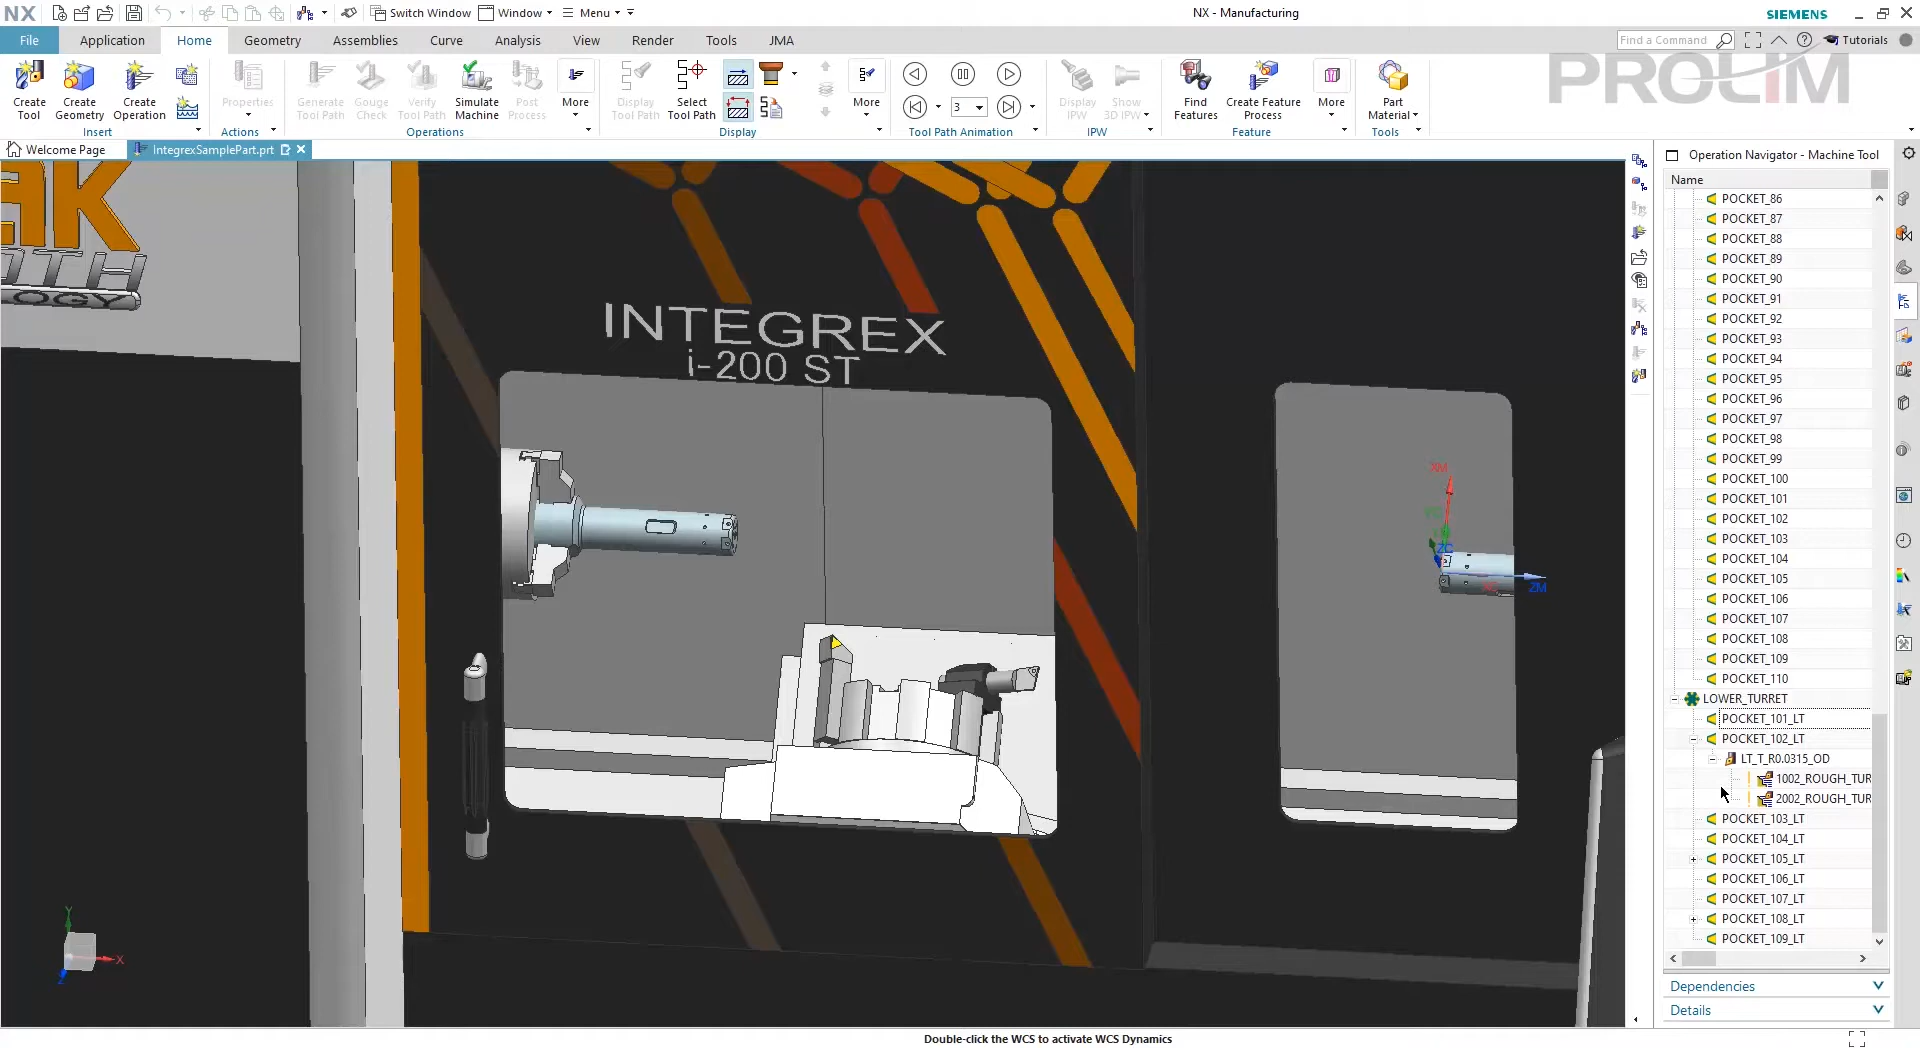 NX
Switch Window
Window
Menu
NX - Manufacturing
SIEMENS
File
Application
Home
Geometry
Assemblies
Curve
Analysis
View
Render
Tools
JMA
Find a Command
Tutorials
Create Tool
Create Geometry
Create Operation
Properties
Generate Tool Path
Gouge Check
Verify Tool Path
Simulate Machine
Post Process
More
Display Tool Path
Select Tool Path
More
3
Display IPW
Show 3D IPW
Find Features
Create Feature Process
More
Part Material
PROLIM
Insert
Actions
Operations
Display
Tool Path Animation
IPW
Feature
Tools
Welcome Page
IntegrexSamplePart.prt
Operation Navigator - Machine Tool
Name
POCKET_86
POCKET_87
POCKET_88
POCKET_89
POCKET_90
POCKET_91
POCKET_92
POCKET_93
POCKET_94
POCKET_95
POCKET_96
POCKET_97
POCKET_98
POCKET_99
POCKET_100
POCKET_101
POCKET_102
POCKET_103
POCKET_104
POCKET_105
POCKET_106
POCKET_107
POCKET_108
POCKET_109
POCKET_110
LOWER_TURRET
POCKET_101_LT
POCKET_102_LT
LT_T_R0.0315_OD
1002_ROUGH_TUR
2002_ROUGH_TUR
POCKET_103_LT
POCKET_104_LT
POCKET_105_LT
POCKET_106_LT
POCKET_107_LT
POCKET_108_LT
POCKET_109_LT
Dependencies
Details
AK
OTH
OGY
INTEGREX
i-200 ST
XM
ZC
ZM
Y
X
Z
Double-click the WCS to activate WCS Dynamics